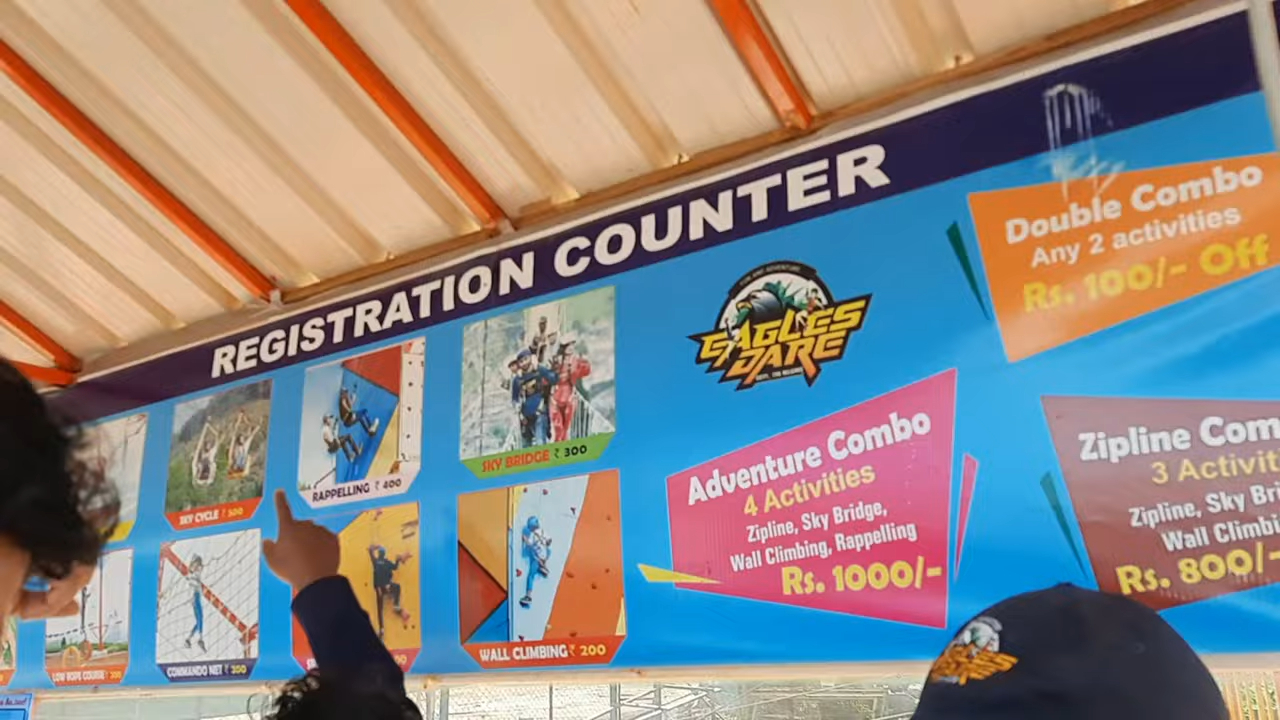 REGISTRATION COUNTER
Double Combo
Any 2 activities
Rs. 100/- Off
EAGLES
DARE
SKY CYCLE ₹ 500
RAPPELLING ₹ 400
SKY BRIDGE ₹ 300
Adventure Combo
4 Activities
Zipline, Sky Bridge,
Wall Climbing, Rappelling
Rs. 1000/-
Zipline Com
3 Activit
Zipline, Sky Bri
Wall Climbi
Rs. 800/-
LOW ROPE COURSE
COMMANDO NET ₹ 200
WALL CLIMBING ₹ 200